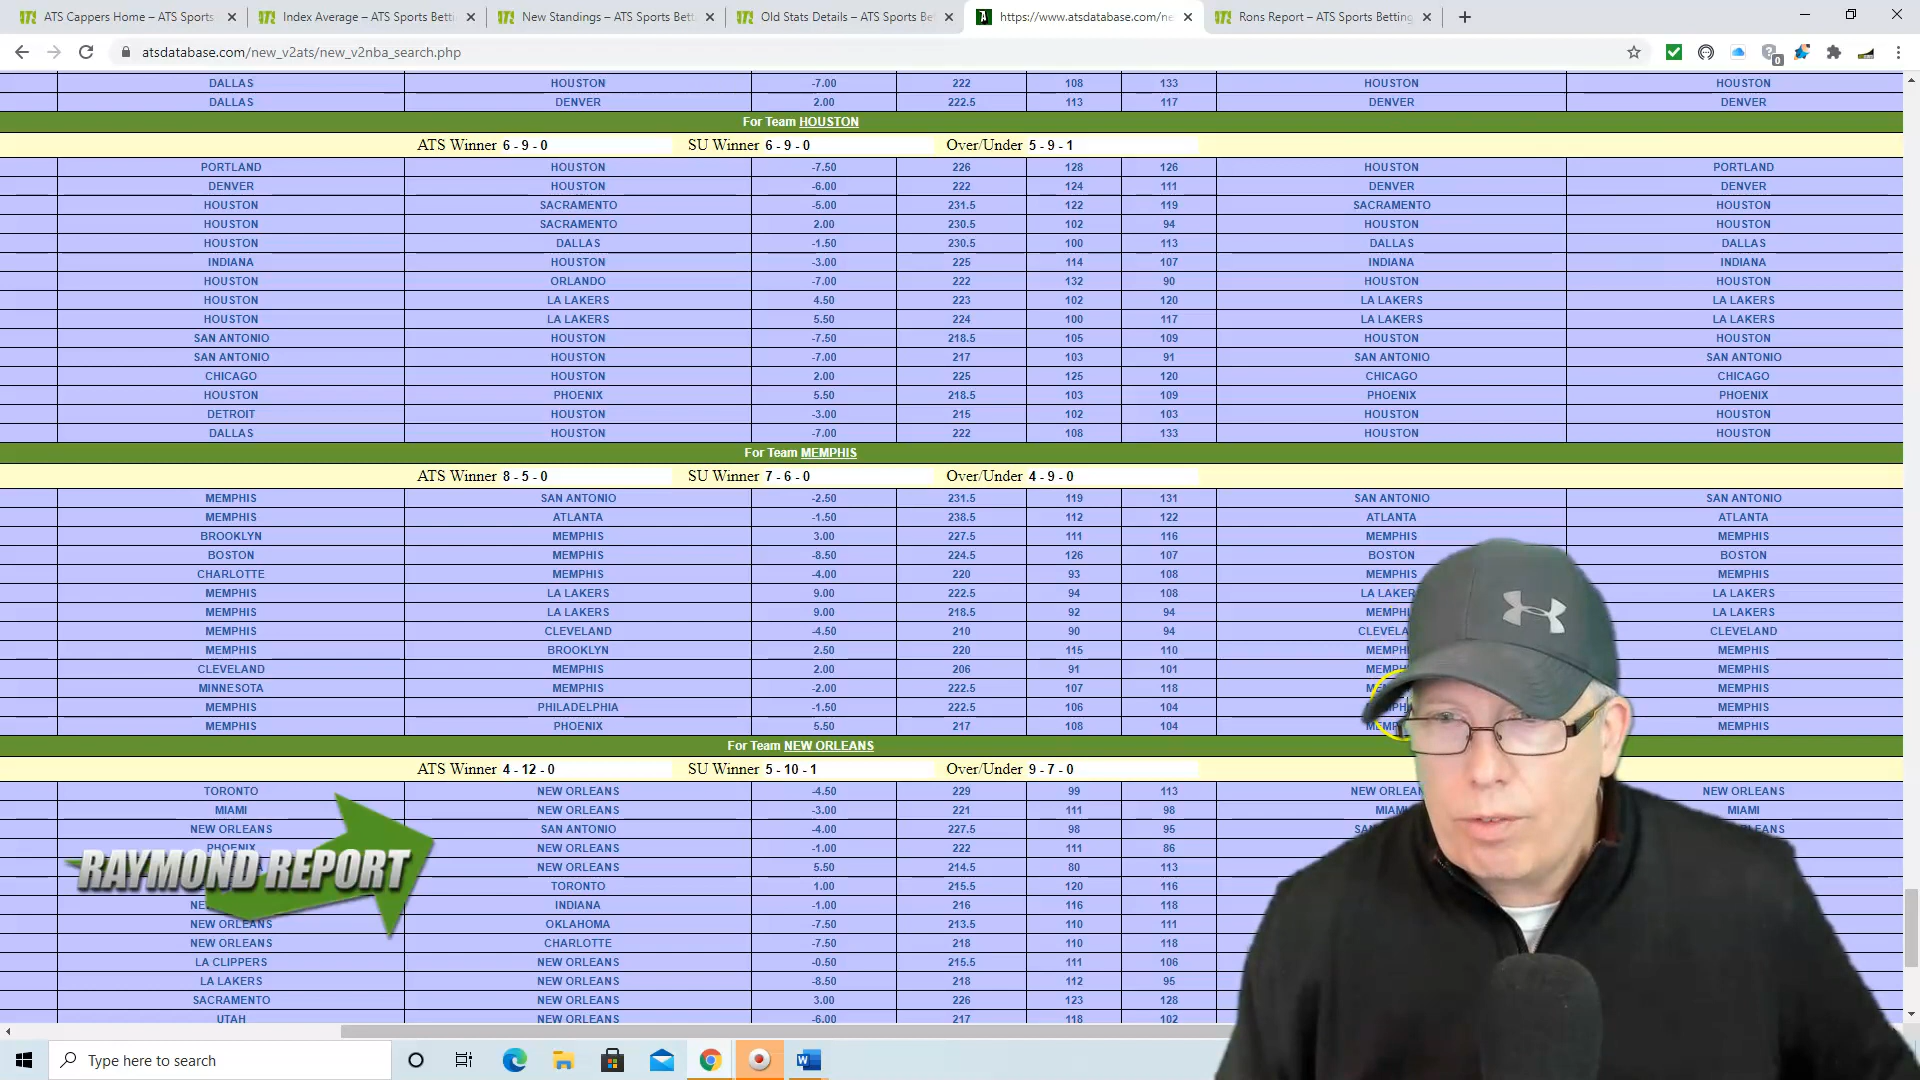 ATS Cappers Home – ATS Sports
Index Average – ATS Sports Betti
New Standings – ATS Sports Bett
Old Stats Details – ATS Sports Be
https://www.atsdatabase.com/ne
Rons Report – ATS Sports Betting
atsdatabase.com/new_v2ats/new_v2nba_search.php
DALLAS HOUSTON -7.00 222 108 133 HOUSTON HOUSTON
DALLAS DENVER 2.00 222.5 113 117 DENVER DENVER
For Team HOUSTON
ATS Winner 6 - 9 - 0 SU Winner 6 - 9 - 0 Over/Under 5 - 9 - 1
PORTLAND HOUSTON -7.50 226 128 126 HOUSTON PORTLAND
DENVER HOUSTON -6.00 222 124 111 DENVER DENVER
HOUSTON SACRAMENTO -5.00 231.5 122 119 SACRAMENTO HOUSTON
HOUSTON SACRAMENTO 2.00 230.5 102 94 HOUSTON HOUSTON
HOUSTON DALLAS -1.50 230.5 100 113 DALLAS DALLAS
INDIANA HOUSTON -3.00 225 114 107 INDIANA INDIANA
HOUSTON ORLANDO -7.00 222 132 90 HOUSTON HOUSTON
HOUSTON LA LAKERS 4.50 223 102 120 LA LAKERS LA LAKERS
HOUSTON LA LAKERS 5.50 224 100 117 LA LAKERS LA LAKERS
SAN ANTONIO HOUSTON -7.50 218.5 105 109 HOUSTON HOUSTON
SAN ANTONIO HOUSTON -7.00 217 103 91 SAN ANTONIO SAN ANTONIO
CHICAGO HOUSTON 2.00 225 125 120 CHICAGO CHICAGO
HOUSTON PHOENIX 5.50 218.5 103 109 PHOENIX PHOENIX
DETROIT HOUSTON -3.00 215 102 103 HOUSTON HOUSTON
DALLAS HOUSTON -7.00 222 108 133 HOUSTON HOUSTON
For Team MEMPHIS
ATS Winner 8 - 5 - 0 SU Winner 7 - 6 - 0 Over/Under 4 - 9 - 0
MEMPHIS SAN ANTONIO -2.50 231.5 119 131 SAN ANTONIO SAN ANTONIO
MEMPHIS ATLANTA -1.50 238.5 112 122 ATLANTA ATLANTA
BROOKLYN MEMPHIS 3.00 227.5 111 116 MEMPHIS MEMPHIS
BOSTON MEMPHIS -8.50 224.5 126 107 BOSTON BOSTON
CHARLOTTE MEMPHIS -4.00 220 93 108 MEMPHIS MEMPHIS
MEMPHIS LA LAKERS 9.00 222.5 94 108 LA LAKER LA LAKERS
MEMPHIS LA LAKERS 9.00 218.5 92 94 MEMPHI LA LAKERS
MEMPHIS CLEVELAND -4.50 210 90 94 CLEVELA CLEVELAND
MEMPHIS BROOKLYN 2.50 220 115 110 MEMPH MEMPHIS
CLEVELAND MEMPHIS 2.00 206 91 101 MEMPH MEMPHIS
MINNESOTA MEMPHIS -2.00 222.5 107 118 ME MEMPHIS
MEMPHIS PHILADELPHIA -1.50 222.5 106 104 MEMPH MEMPHIS
MEMPHIS PHOENIX 5.50 217 108 104 MEMP MEMPHIS
For Team NEW ORLEANS
ATS Winner 4 - 12 - 0 SU Winner 5 - 10 - 1 Over/Under 9 - 7 - 0
TORONTO NEW ORLEANS -4.50 229 99 113 NEW ORLEAN NEW ORLEANS
MIAMI NEW ORLEANS -3.00 221 111 98 MIAM MIAMI
NEW ORLEANS SAN ANTONIO -4.00 227.5 98 95 SA LEANS
PHOENIX NEW ORLEANS -1.00 222 111 86
NEW ORLEANS 5.50 214.5 80 113
TORONTO 1.00 215.5 120 116
NE INDIANA -1.00 216 116 118
NEW ORLEANS OKLAHOMA -7.50 213.5 110 111
NEW ORLEANS CHARLOTTE -7.50 218 110 118
LA CLIPPERS NEW ORLEANS -0.50 215.5 111 106
LA LAKERS NEW ORLEANS -8.50 218 112 95
SACRAMENTO NEW ORLEANS 3.00 226 123 128
UTAH NEW ORLEANS -6.00 217 118 102
RAYMOND REPORT
Type here to search